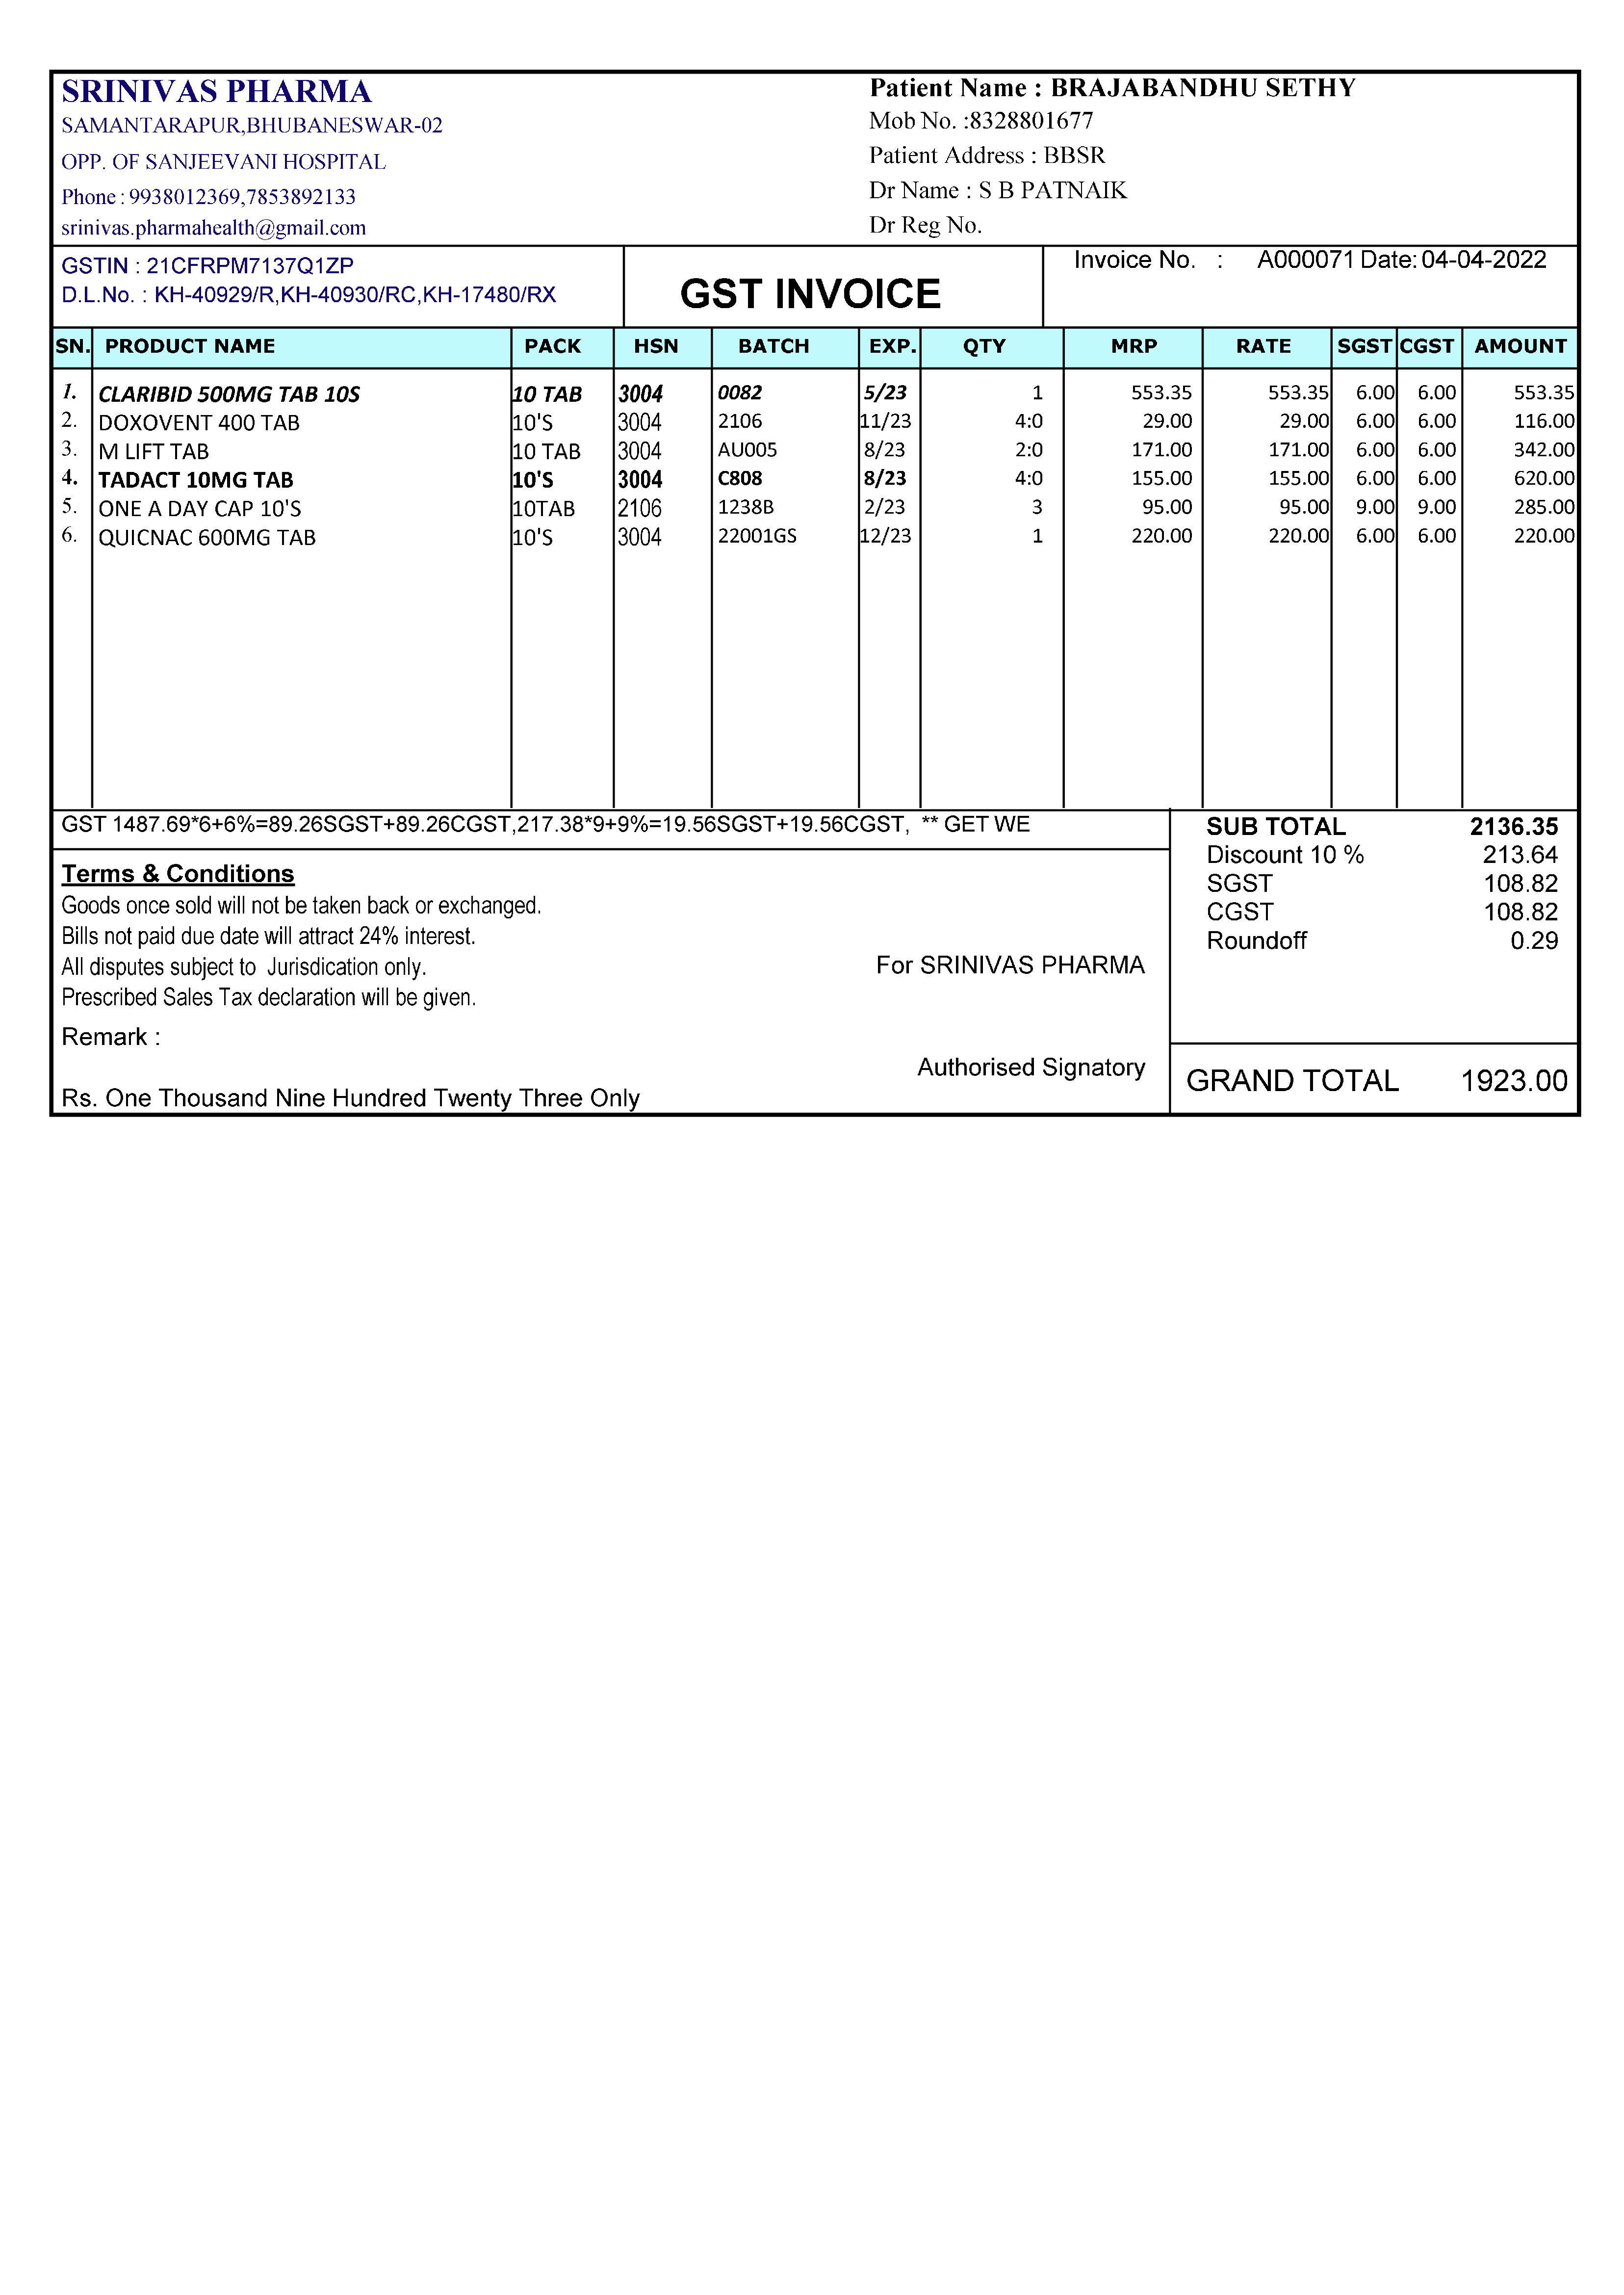 SRINIVAS PHARMA
SAMANTARAPUR,BHUBANESWAR-02
OPP. OF SANJEEVANI HOSPITAL
Phone : 9938012369,7853892133
srinivas.pharmahealth@gmail.com
Patient Name : BRAJABANDHU SETHY
Mob No. :8328801677
Patient Address : BBSR
Dr Name : S B PATNAIK
Dr Reg No.
GSTIN : 21CFRPM7137Q1ZP
D.L.No. : KH-40929/R,KH-40930/RC,KH-17480/RX
GST INVOICE
Invoice No. : A000071 Date: 04-04-2022
SN. PRODUCT NAME PACK HSN BATCH EXP. QTY MRP RATE SGST CGST AMOUNT
1. CLARIBID 500MG TAB 10S 10 TAB 3004 0082 5/23 1 553.35 553.35 6.00 6.00 553.35
2. DOXOVENT 400 TAB 10'S 3004 2106 11/23 4:0 29.00 29.00 6.00 6.00 116.00
3. M LIFT TAB 10 TAB 3004 AU005 8/23 2:0 171.00 171.00 6.00 6.00 342.00
4. TADACT 10MG TAB 10'S 3004 C808 8/23 4:0 155.00 155.00 6.00 6.00 620.00
5. ONE A DAY CAP 10'S 10TAB 2106 1238B 2/23 3 95.00 95.00 9.00 9.00 285.00
6. QUICNAC 600MG TAB 10'S 3004 22001GS 12/23 1 220.00 220.00 6.00 6.00 220.00
GST 1487.69*6+6%=89.26SGST+89.26CGST,217.38*9+9%=19.56SGST+19.56CGST, ** GET WE
Terms & Conditions
Goods once sold will not be taken back or exchanged.
Bills not paid due date will attract 24% interest.
All disputes subject to Jurisdication only.
Prescribed Sales Tax declaration will be given.
Remark :
Rs. One Thousand Nine Hundred Twenty Three Only
For SRINIVAS PHARMA
Authorised Signatory
SUB TOTAL 2136.35
Discount 10 % 213.64
SGST 108.82
CGST 108.82
Roundoff 0.29
GRAND TOTAL 1923.00